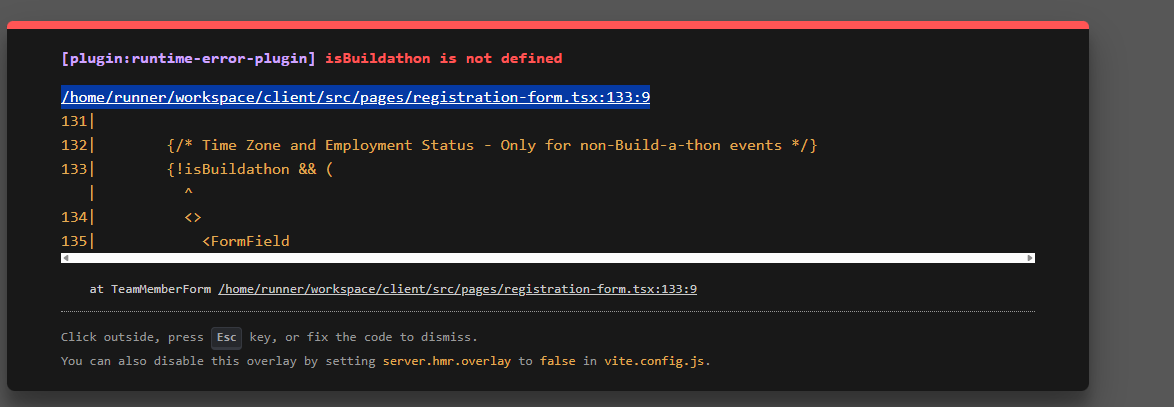 [plugin:runtime-error-plugin] isBuildathon is not defined
/home/runner/workspace/client/src/pages/registration-form.tsx:133:9
131|
132|        {/* Time Zone and Employment Status - Only for non-Build-a-thon events */}
133|        {!isBuildathon && (
   |          ^
134|          <>
135|            <FormField
at TeamMemberForm /home/runner/workspace/client/src/pages/registration-form.tsx:133:9
Click outside, press Esc key, or fix the code to dismiss.
You can also disable this overlay by setting server.hmr.overlay to false in vite.config.js.